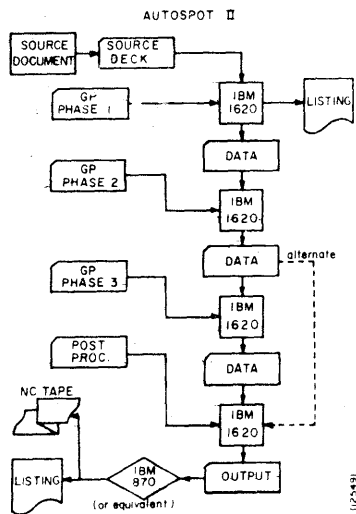 AUTOSPOT II
SOURCE
DOCUMENT
SOURCE
DECK
GP
PHASE 1
IBM
1620
LISTING
DATA
GP
PHASE 2
IBM
1620
DATA
alternate
GP
PHASE 3
IBM
1620
POST
PROC.
DATA
NC TAPE
IBM
1620
LISTING
IBM
870
(or equivalent)
OUTPUT